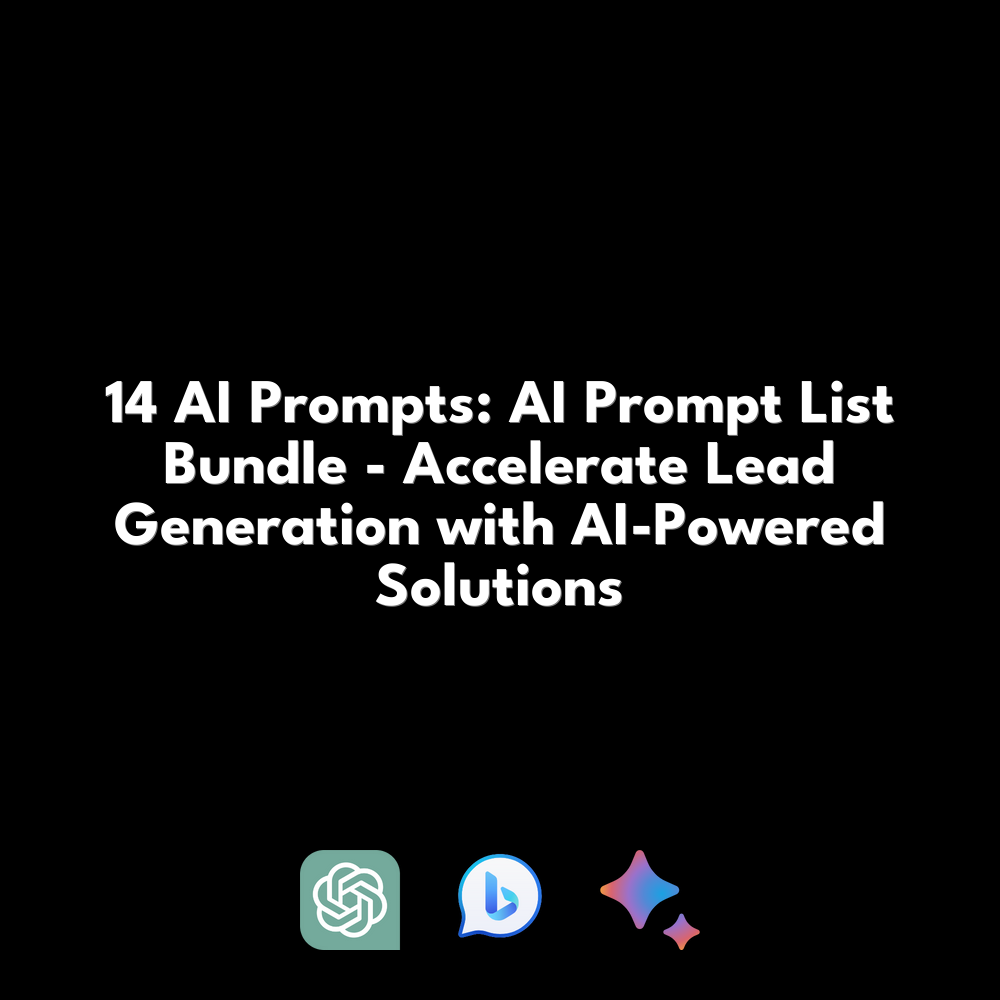 14 AI Prompts: AI Prompt List
Bundle - Accelerate Lead
Generation with AI-Powered
Solutions